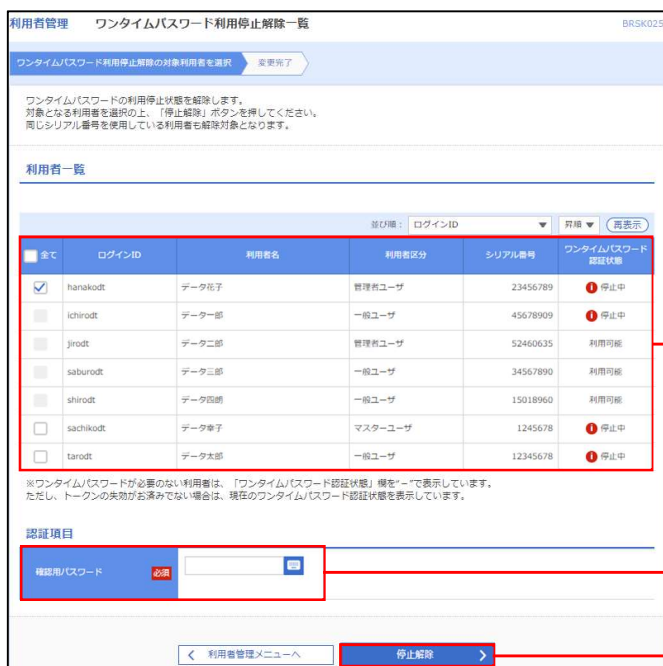 利用者管理 ワンタイムパスワード利用停止解除一覧 BRSK025
ワンタイムパスワード利用停止解除の対象利用者を選択 変更完了
ワンタイムパスワードの利用停止状態を解除します。
対象となる利用者を選択の上、「停止解除」ボタンを押してください。
同じシリアル番号を使用している利用者も解除対象となります。
利用者一覧
並び順： ログインID 昇順 再表示
全て ログインID 利用者名 利用者区分 シリアル番号 ワンタイムパスワード
認証状態
hanakodt データ花子 管理者ユーザ 23456789 停止中
ichirodt データ一郎 一般ユーザ 45678909 停止中
jirodt データ二郎 管理者ユーザ 52460635 利用可能
saburodt データ三郎 一般ユーザ 34567890 利用可能
shirodt データ四朗 一般ユーザ 15018960 利用可能
sachikodt データ幸子 マスターユーザ 1245678 停止中
tarodt データ太郎 一般ユーザ 12345678 停止中
※ワンタイムパスワードが必要のない利用者は、「ワンタイムパスワード認証状態」欄を"－"で表示しています。
ただし、トークンの失効がお済みでない場合は、現在のワンタイムパスワード認証状態を表示しています。
認証項目
確認用パスワード 必須
利用者管理メニューへ 停止解除